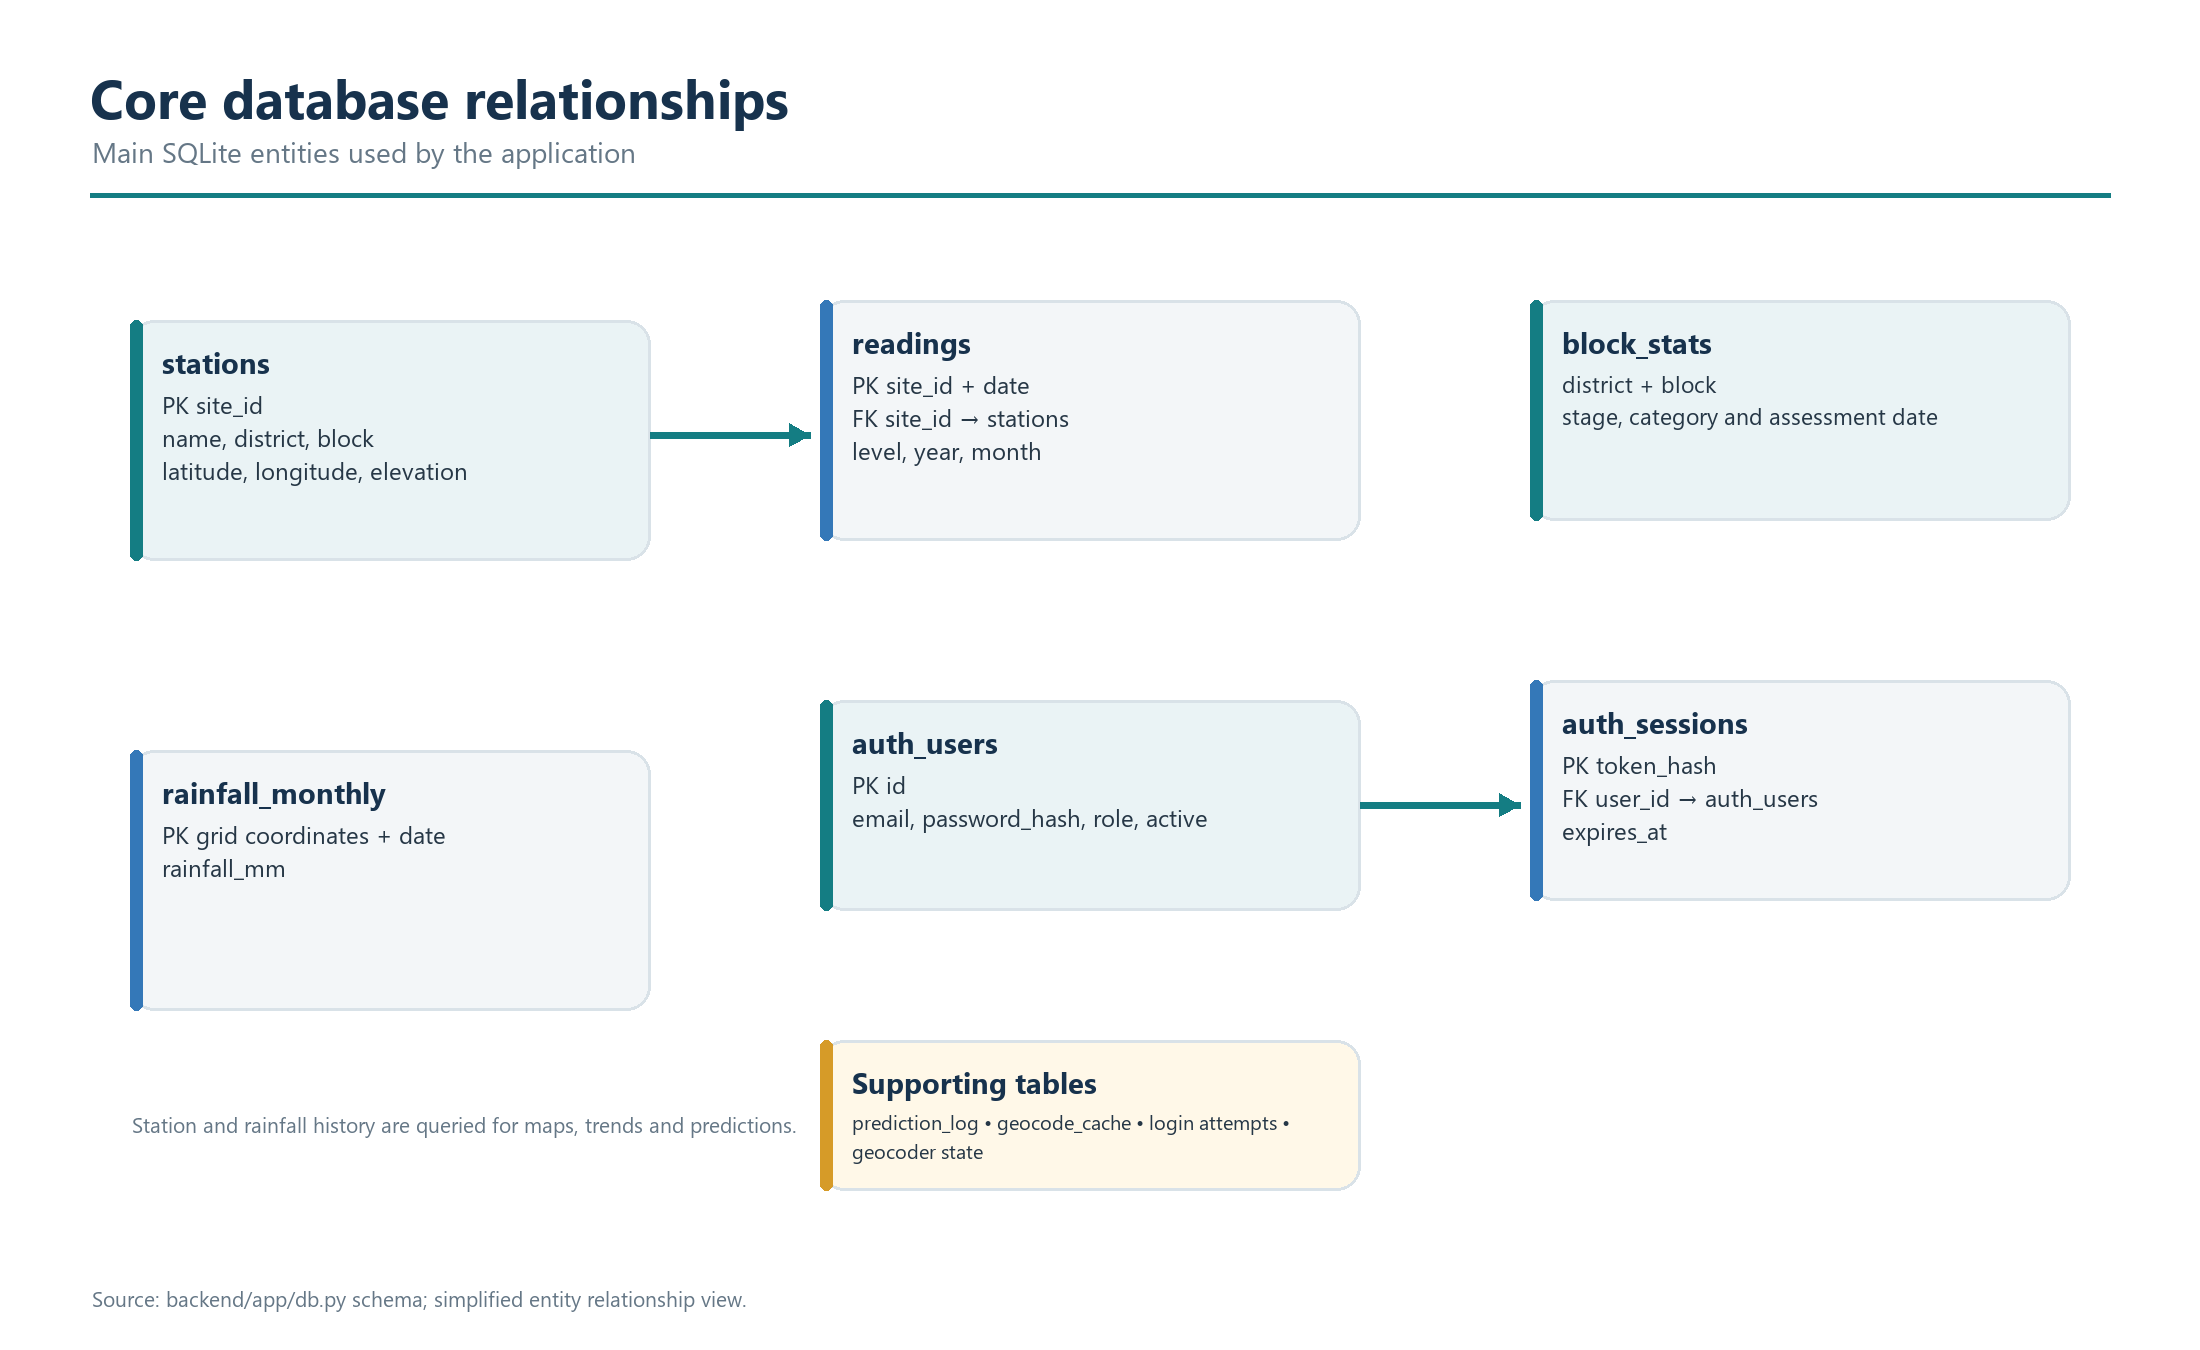 Core database relationships
Main SQLite entities used by the application
stations
PK site_id
name, district, block
latitude, longitude, elevation
readings
PK site_id + date
FK site_id → stations
level, year, month
block_stats
district + block
stage, category and assessment date
rainfall_monthly
PK grid coordinates + date
rainfall_mm
auth_users
PK id
email, password_hash, role, active
auth_sessions
PK token_hash
FK user_id → auth_users
expires_at
Supporting tables
prediction_log • geocode_cache • login attempts •
geocoder state
Station and rainfall history are queried for maps, trends and predictions.
Source: backend/app/db.py schema; simplified entity relationship view.